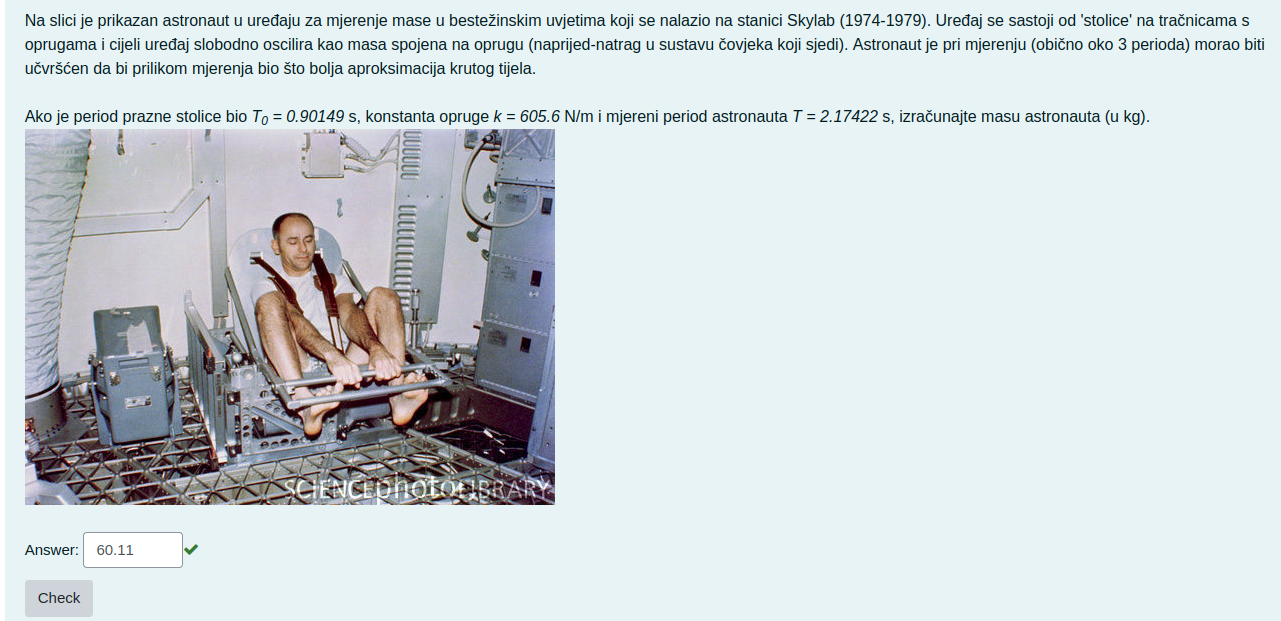 Na slici je prikazan astronaut u uređaju za mjerenje mase u bestežinskim uvjetima koji se nalazio na stanici Skylab (1974-1979). Uređaj se sastoji od 'stolice' na tračnicama s
oprugama i cijeli uređaj slobodno oscilira kao masa spojena na oprugu (naprijed-natrag u sustavu čovjeka koji sjedi). Astronaut je pri mjerenju (obično oko 3 perioda) morao biti
učvršćen da bi prilikom mjerenja bio što bolja aproksimacija krutog tijela.
Ako je period prazne stolice bio T0 = 0.90149 s, konstanta opruge k = 605.6 N/m i mjereni period astronauta T = 2.17422 s, izračunajte masu astronauta (u kg).
SCIENCEPHOTOLIBRARY
Answer: 60.11
Check